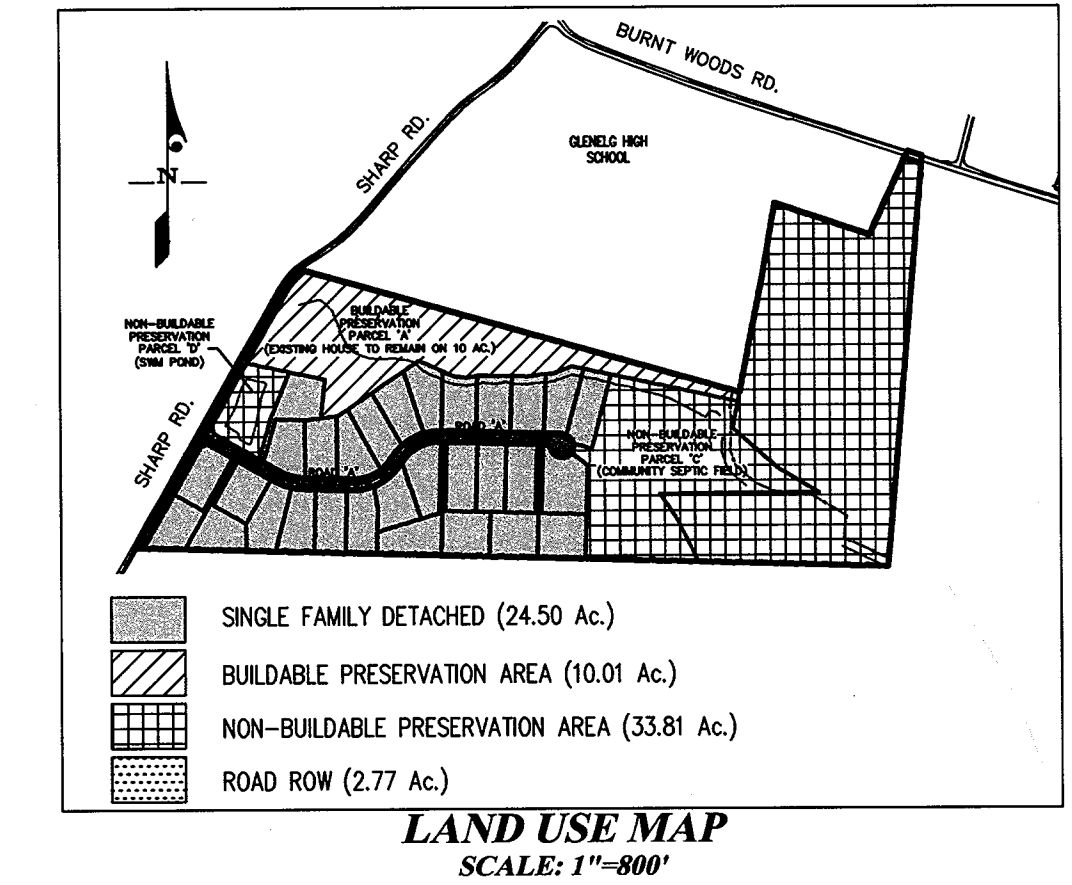 BURNT WOODS RD.
SHARP RD.
GLENELG HIGH
SCHOOL
N
NON-BUILDABLE
PRESERVATION
PARCEL 'D'
(SWM POND)
BUILDABLE
PRESERVATION
PARCEL 'A'
(EXISTING HOUSE TO REMAIN ON 10 AC.)
SHARP RD.
ROAD 'A'
ROAD 'A'
NON-BUILDABLE
PRESERVATION
PARCEL 'C'
(COMMUNITY SEPTIC FIELD)
SINGLE FAMILY DETACHED (24.50 Ac.)
BUILDABLE PRESERVATION AREA (10.01 Ac.)
NON-BUILDABLE PRESERVATION AREA (33.81 Ac.)
ROAD ROW (2.77 Ac.)
LAND USE MAP
SCALE: 1"=800'